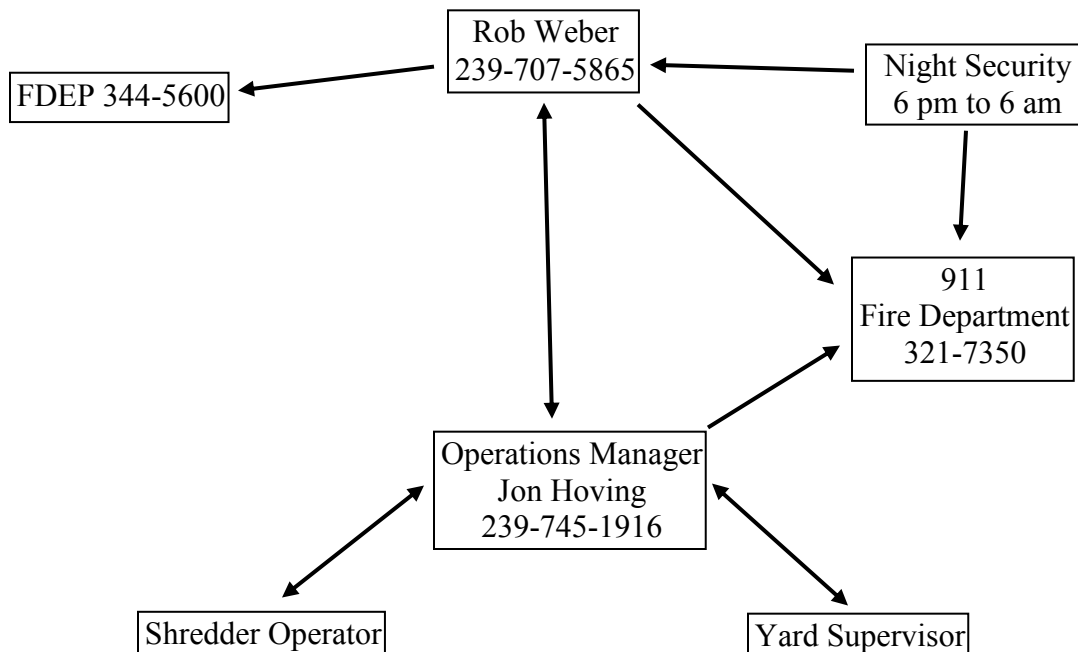 Rob Weber
239-707-5865
Night Security
6 pm to 6 am
FDEP 344-5600
911
Fire Department
321-7350
Operations Manager
Jon Hoving
239-745-1916
Shredder Operator
Yard Supervisor